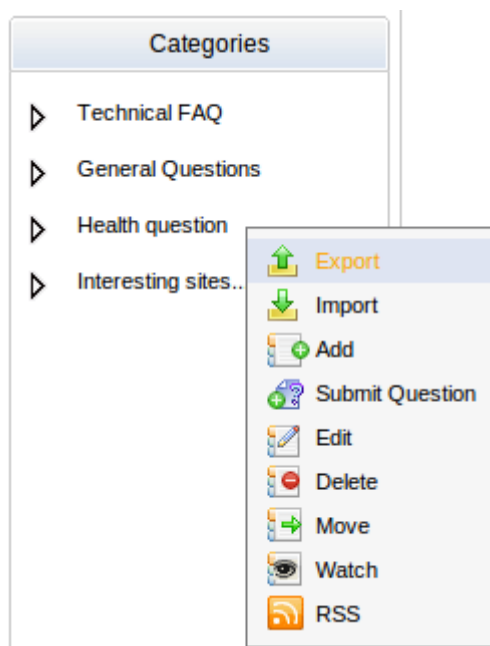 Categories
Technical FAQ
General Questions
Health question
Interesting sites..
Export
Import
Add
Submit Question
Edit
Delete
Move
Watch
RSS